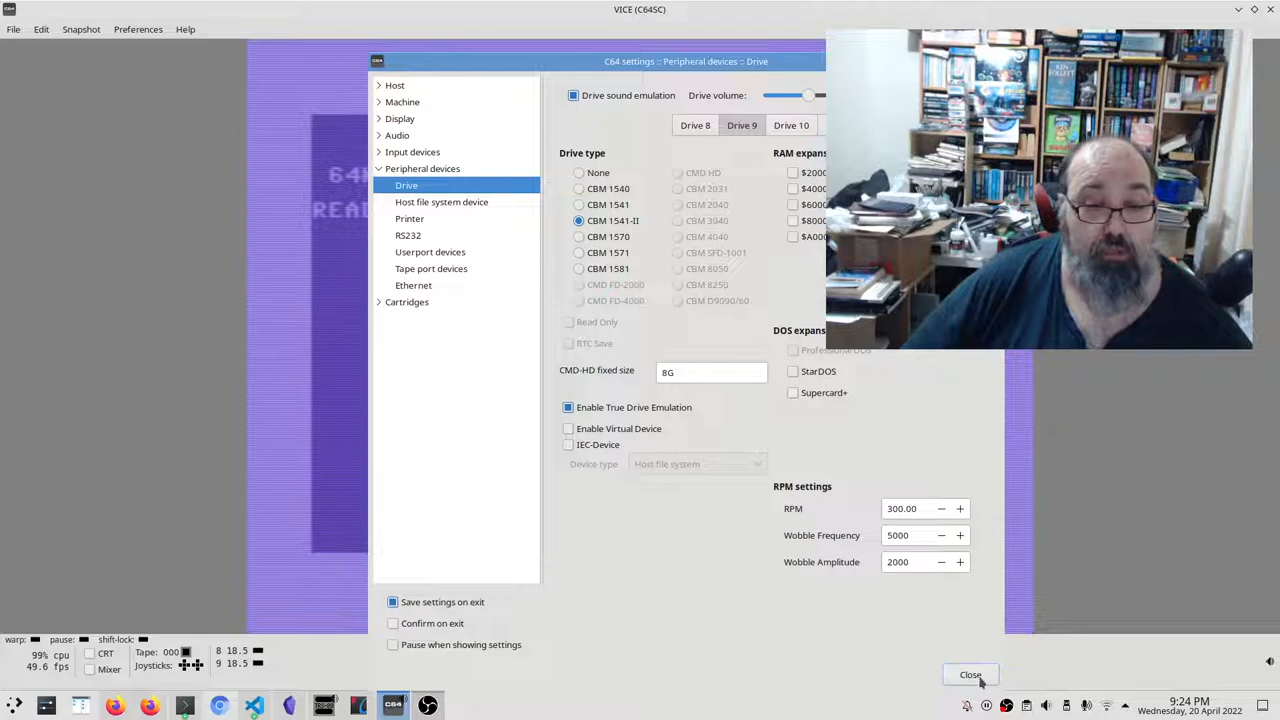 VICE (C64SC)
File Edit Snapshot Preferences Help
C64 settings :: Peripheral devices :: Drive
Host
Machine
Display
Audio
Input devices
Peripheral devices
Drive
Host file system device
Printer
RS232
Userport devices
Tape port devices
Ethernet
Cartridges
Drive sound emulation Drive volume:
Drive 8 Drive 9 Drive 10
Drive type
None CMD HD
CBM 1540 CBM 2031
CBM 1541 CBM 2040
CBM 1541-II CBM 3040
CBM 1570 CBM 4040
CBM 1571 CBM SFD-1001
CBM 1581 CBM 8050
CMD FD-2000 CBM 8250
CMD FD-4000 CBM D9090/60
Read Only
RTC Save
CMD-HD fixed size 8G
Enable True Drive Emulation
Enable Virtual Device
IEC-Device
Device type Host file system
RAM expans
$2000
$4000
$6000
$8000
$A000
DOS expans
Professional DOS
StarDOS
Supercard+
RPM settings
RPM 300.00
Wobble Frequency 5000
Wobble Amplitude 2000
KEN
FOLLETT
64K
READ
Save settings on exit
Confirm on exit
Pause when showing settings
Close
warp: pause: shift-lock:
99% cpu
49.6 fps
CRT
Mixer
Tape: 000
Joysticks:
8 18.5
9 18.5
TRS-80
C64
9:24 PM
Wednesday, 20 April 2022